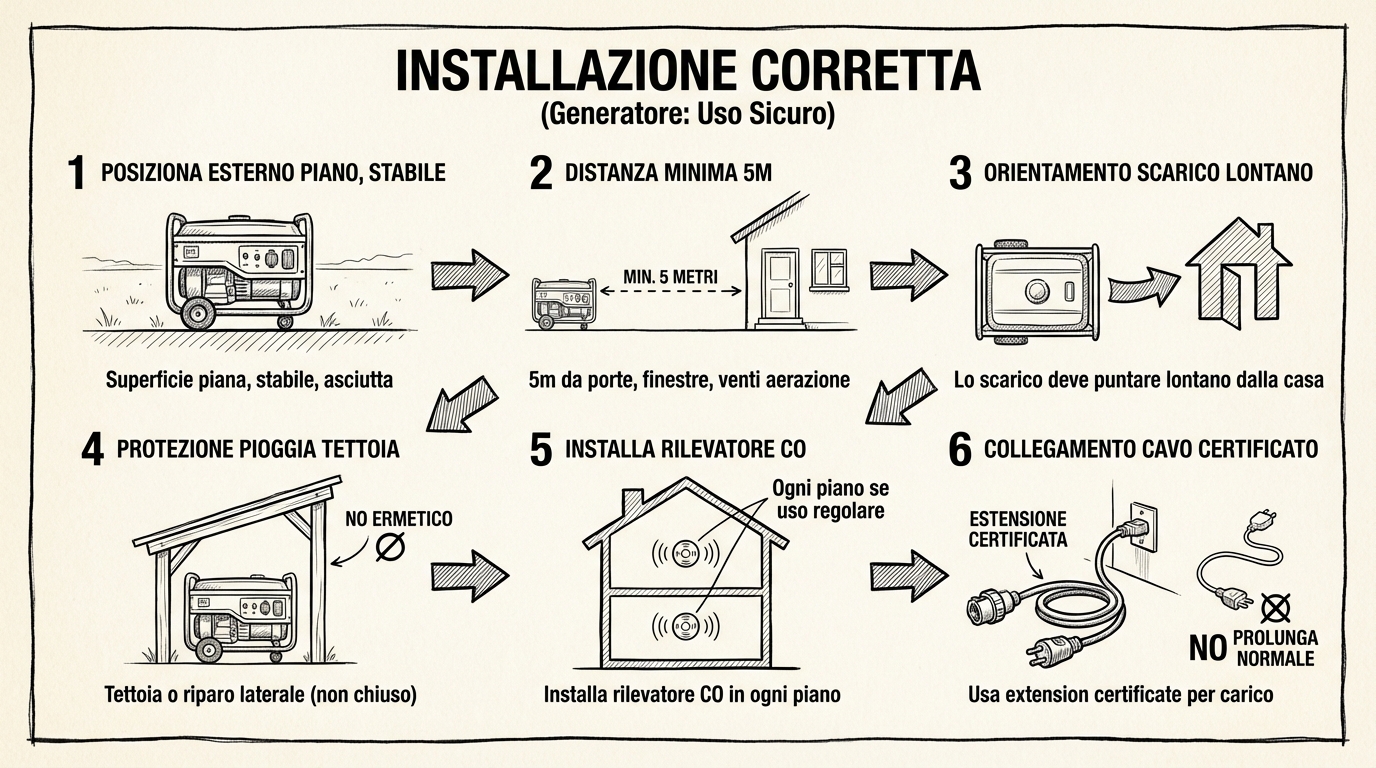 INSTALLAZIONE CORRETTA
(Generatore: Uso Sicuro)
1 POSIZIONA ESTERNO PIANO, STABILE
Superficie piana, stabile, asciutta
2 DISTANZA MINIMA 5M
MIN. 5 METRI
5m da porte, finestre, venti aerazione
3 ORIENTAMENTO SCARICO LONTANO
Lo scarico deve puntare lontano dalla casa
4 PROTEZIONE PIOGGIA TETTOIA
NO ERMETICO
Tettoia o riparo laterale (non chiuso)
5 INSTALLA RILEVATORE CO
Ogni piano se
uso regolare
Installa rilevatore CO in ogni piano
6 COLLEGAMENTO CAVO CERTIFICATO
ESTENSIONE
CERTIFICATA
NO PROLUNGA
NORMALE
Usa extension certificate per carico